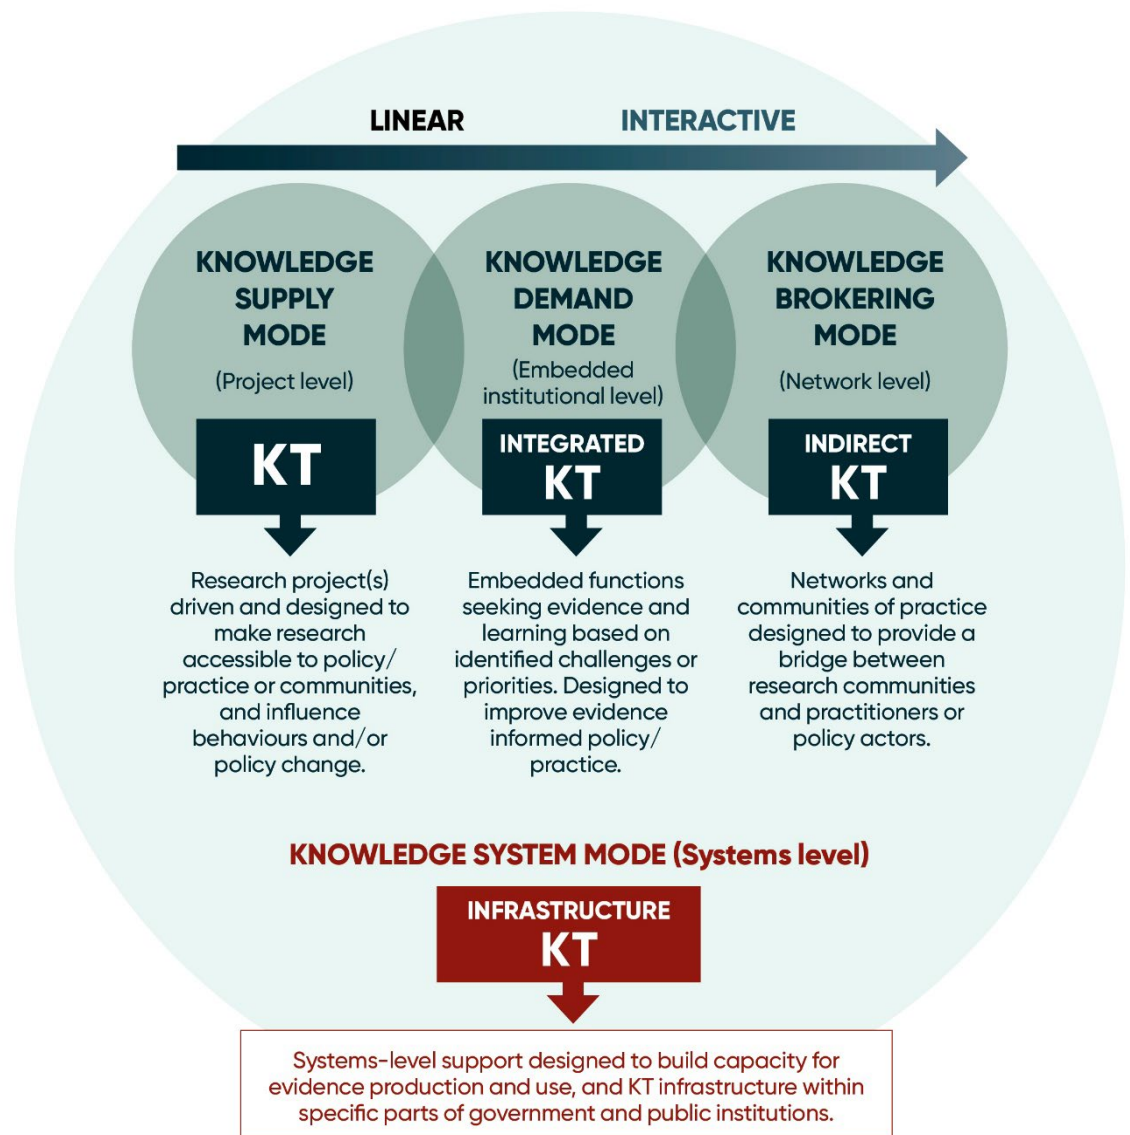 LINEAR INTERACTIVE
KNOWLEDGE
SUPPLY
MODE
(Project level)
KT
Research project(s)
driven and designed to
make research
accessible to policy/
practice or communities,
and influence
behaviours and/or
policy change.
KNOWLEDGE
DEMAND
MODE
(Embedded
institutional level)
INTEGRATED
KT
Embedded functions
seeking evidence and
learning based on
identified challenges or
priorities. Designed to
improve evidence
informed policy/
practice.
KNOWLEDGE
BROKERING
MODE
(Network level)
INDIRECT
KT
Networks and
communities of practice
designed to provide a
bridge between
research communities
and practitioners or
policy actors.
KNOWLEDGE SYSTEM MODE (Systems level)
INFRASTRUCTURE
KT
Systems-level support designed to build capacity for
evidence production and use, and KT infrastructure within
specific parts of government and public institutions.